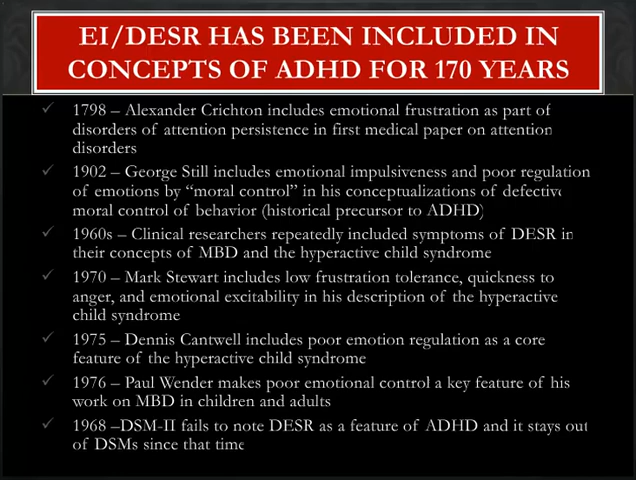 EI/DESR HAS BEEN INCLUDED IN
CONCEPTS OF ADHD FOR 170 YEARS
✓ 1798 – Alexander Crichton includes emotional frustration as part of
disorders of attention persistence in first medical paper on attention
disorders
✓ 1902 – George Still includes emotional impulsiveness and poor regulation
of emotions by “moral control” in his conceptualizations of defective
moral control of behavior (historical precursor to ADHD)
✓ 1960s – Clinical researchers repeatedly included symptoms of DESR in
their concepts of MBD and the hyperactive child syndrome
✓ 1970 – Mark Stewart includes low frustration tolerance, quickness to
anger, and emotional excitability in his description of the hyperactive
child syndrome
✓ 1975 – Dennis Cantwell includes poor emotion regulation as a core
feature of the hyperactive child syndrome
✓ 1976 – Paul Wender makes poor emotional control a key feature of his
work on MBD in children and adults
✓ 1968 –DSM-II fails to note DESR as a feature of ADHD and it stays out
of DSMs since that time